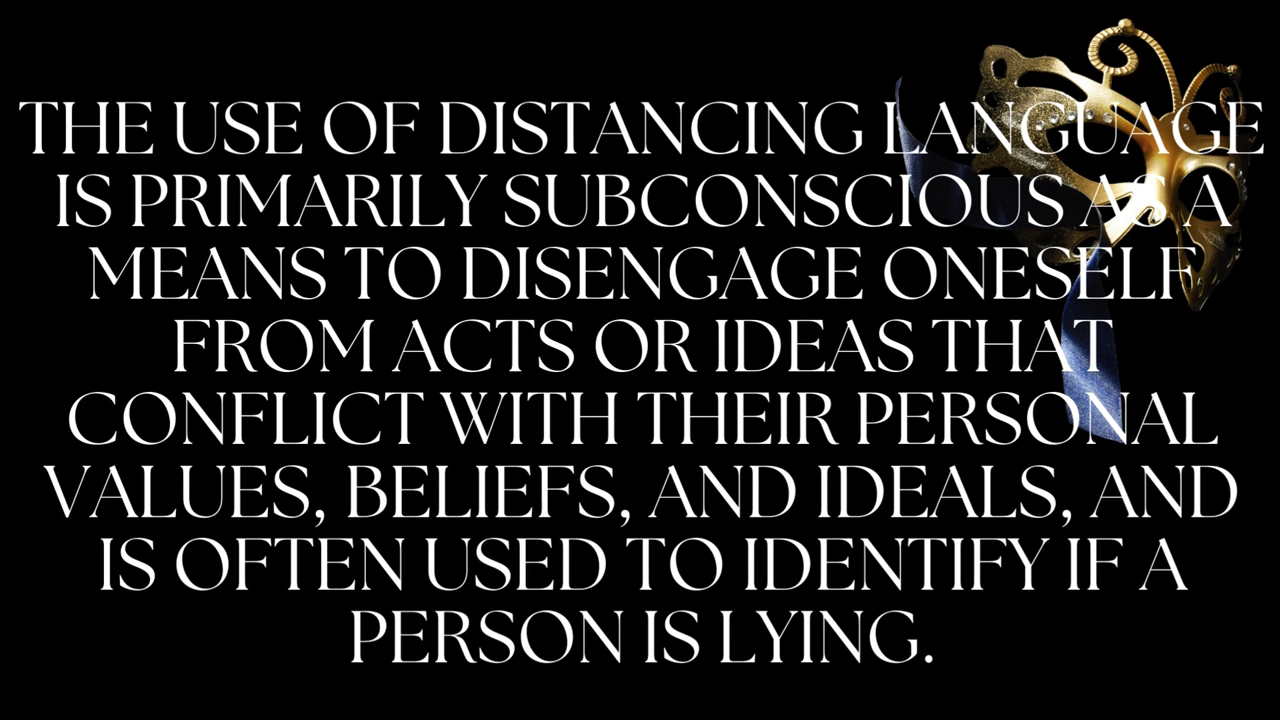 THE USE OF DISTANCING LANGUAGE
IS PRIMARILY SUBCONSCIOUS AS A
MEANS TO DISENGAGE ONESELF
FROM ACTS OR IDEAS THAT
CONFLICT WITH THEIR PERSONAL
VALUES, BELIEFS, AND IDEALS, AND
IS OFTEN USED TO IDENTIFY IF A
PERSON IS LYING.